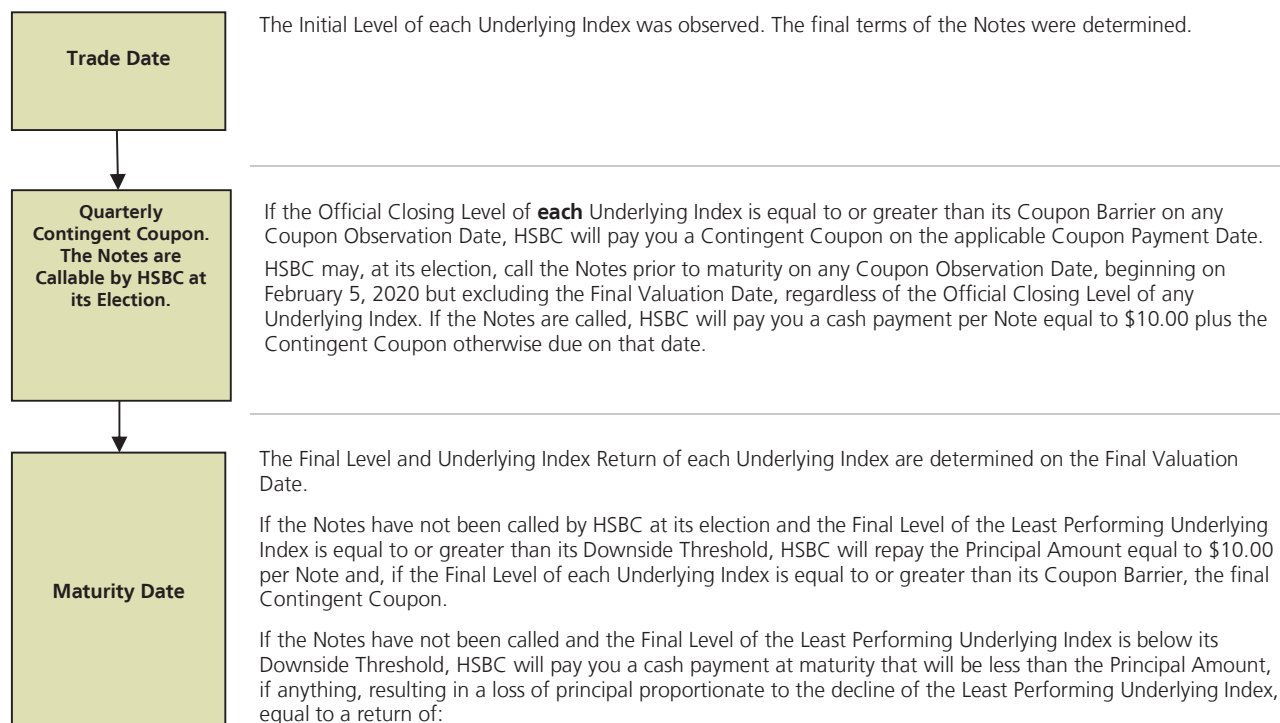 Trade Date
The Initial Level of each Underlying Index was observed. The final terms of the Notes were determined.
Quarterly
Contingent Coupon.
The Notes are
Callable by HSBC at
its Election.
If the Official Closing Level of each Underlying Index is equal to or greater than its Coupon Barrier on any
Coupon Observation Date, HSBC will pay you a Contingent Coupon on the applicable Coupon Payment Date.
HSBC may, at its election, call the Notes prior to maturity on any Coupon Observation Date, beginning on
February 5, 2020 but excluding the Final Valuation Date, regardless of the Official Closing Level of any
Underlying Index. If the Notes are called, HSBC will pay you a cash payment per Note equal to $10.00 plus the
Contingent Coupon otherwise due on that date.
Maturity Date
The Final Level and Underlying Index Return of each Underlying Index are determined on the Final Valuation
Date.
If the Notes have not been called by HSBC at its election and the Final Level of the Least Performing Underlying
Index is equal to or greater than its Downside Threshold, HSBC will repay the Principal Amount equal to $10.00
per Note and, if the Final Level of each Underlying Index is equal to or greater than its Coupon Barrier, the final
Contingent Coupon.
If the Notes have not been called and the Final Level of the Least Performing Underlying Index is below its
Downside Threshold, HSBC will pay you a cash payment at maturity that will be less than the Principal Amount,
if anything, resulting in a loss of principal proportionate to the decline of the Least Performing Underlying Index,
equal to a return of: